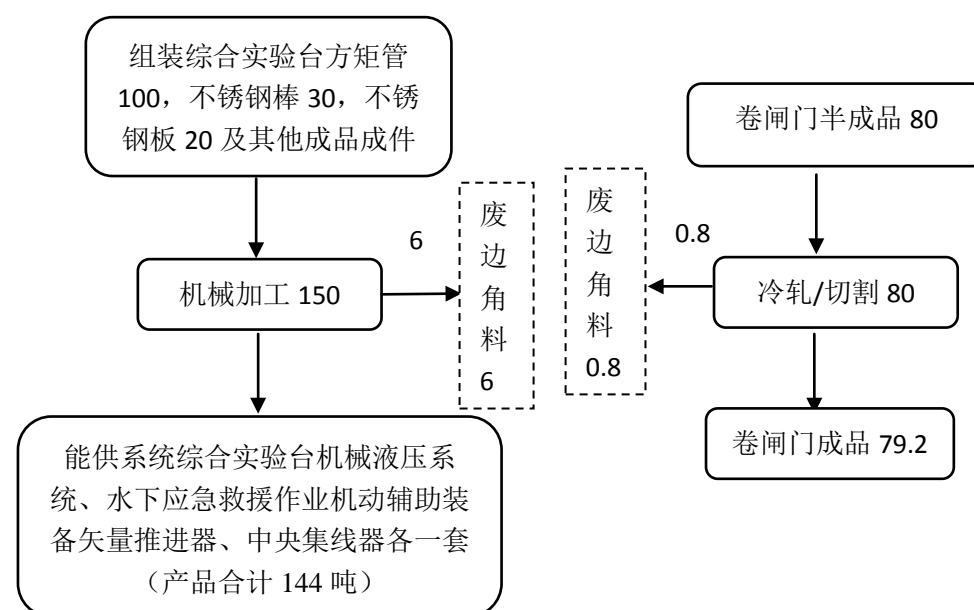 组装综合实验台方矩管
100，不锈钢棒 30，不锈
钢板 20 及其他成品成件
机械加工 150
6
废
边
角
料
6
能供系统综合实验台机械液压系
统、水下应急救援作业机动辅助装
备矢量推进器、中央集线器各一套
（产品合计 144 吨）
卷闸门半成品 80
冷轧/切割 80
0.8
废
边
角
料
0.8
卷闸门成品 79.2